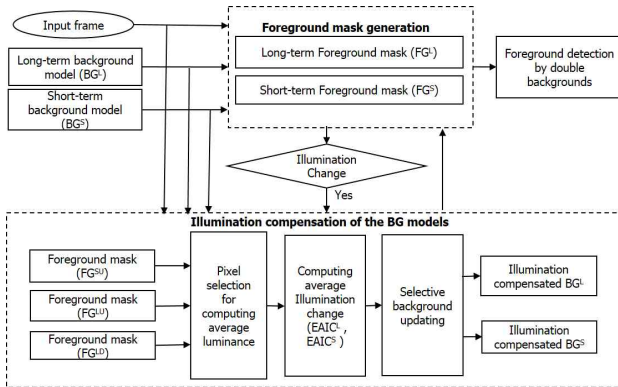 Input frame
Long-term background
model (BGᴸ)
Short-term
background model
(BGˢ)
Foreground mask generation
Long-term Foreground mask (FGᴸ)
Short-term Foreground mask (FGˢ)
Foreground detection
by double
backgrounds
Illumination
Change
Yes
Illumination compensation of the BG models
Foreground mask
(FGˢᵁ)
Foreground mask
(FGᴸᵁ)
Foreground mask
(FGᴸᴰ)
Pixel
selection for
computing
average
luminance
Computing
average
Illumination
change (EAICᴸ ,
EAICˢ )
Selective
background
updating
Illumination
compensated BGᴸ
Illumination
compensated BGˢ